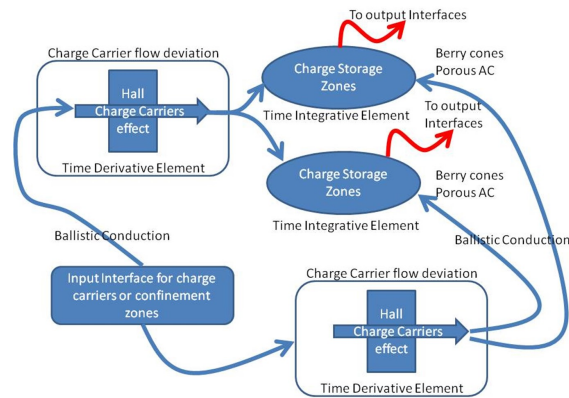 To output Interfaces
Charge Carrier flow deviation
Hall
Charge Carriers
effect
Time Derivative Element
Charge Storage
Zones
Time Integrative Element
Berry cones
Porous AC
To output
Interfaces
Charge Storage
Zones
Time Integrative Element
Berry cones
Porous AC
Ballistic Conduction
Ballistic Conduction
Input Interface for charge
carriers or confinement
zones
Charge Carrier flow deviation
Hall
Charge Carriers
effect
Time Derivative Element